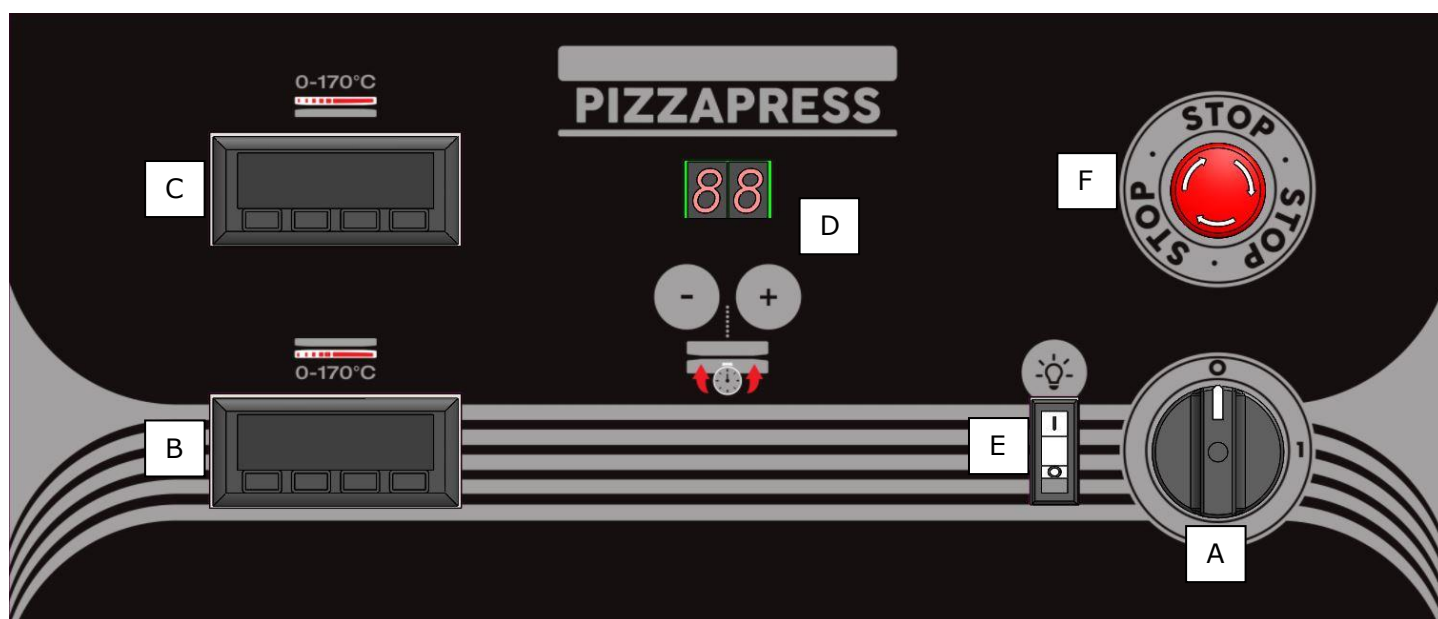 0-170°C
PIZZAPRESS
C
88
D
F
STOP · STOP · STOP ·
- +
0-170°C
B
E
I
O
O
1
A